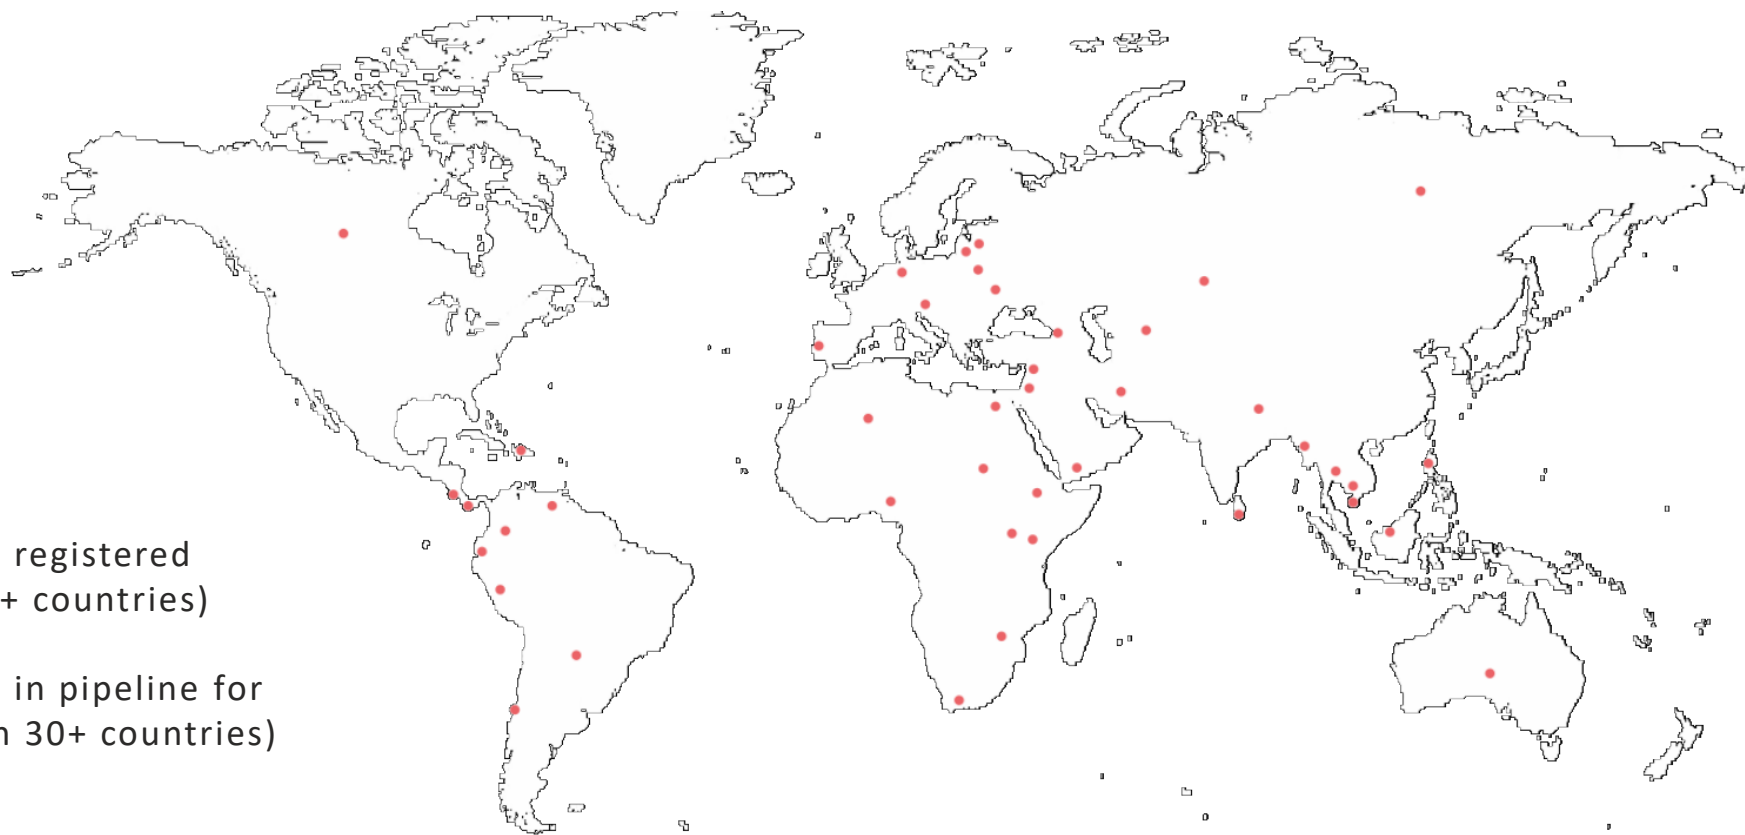 registered
+ countries)
in pipeline for
30+ countries)